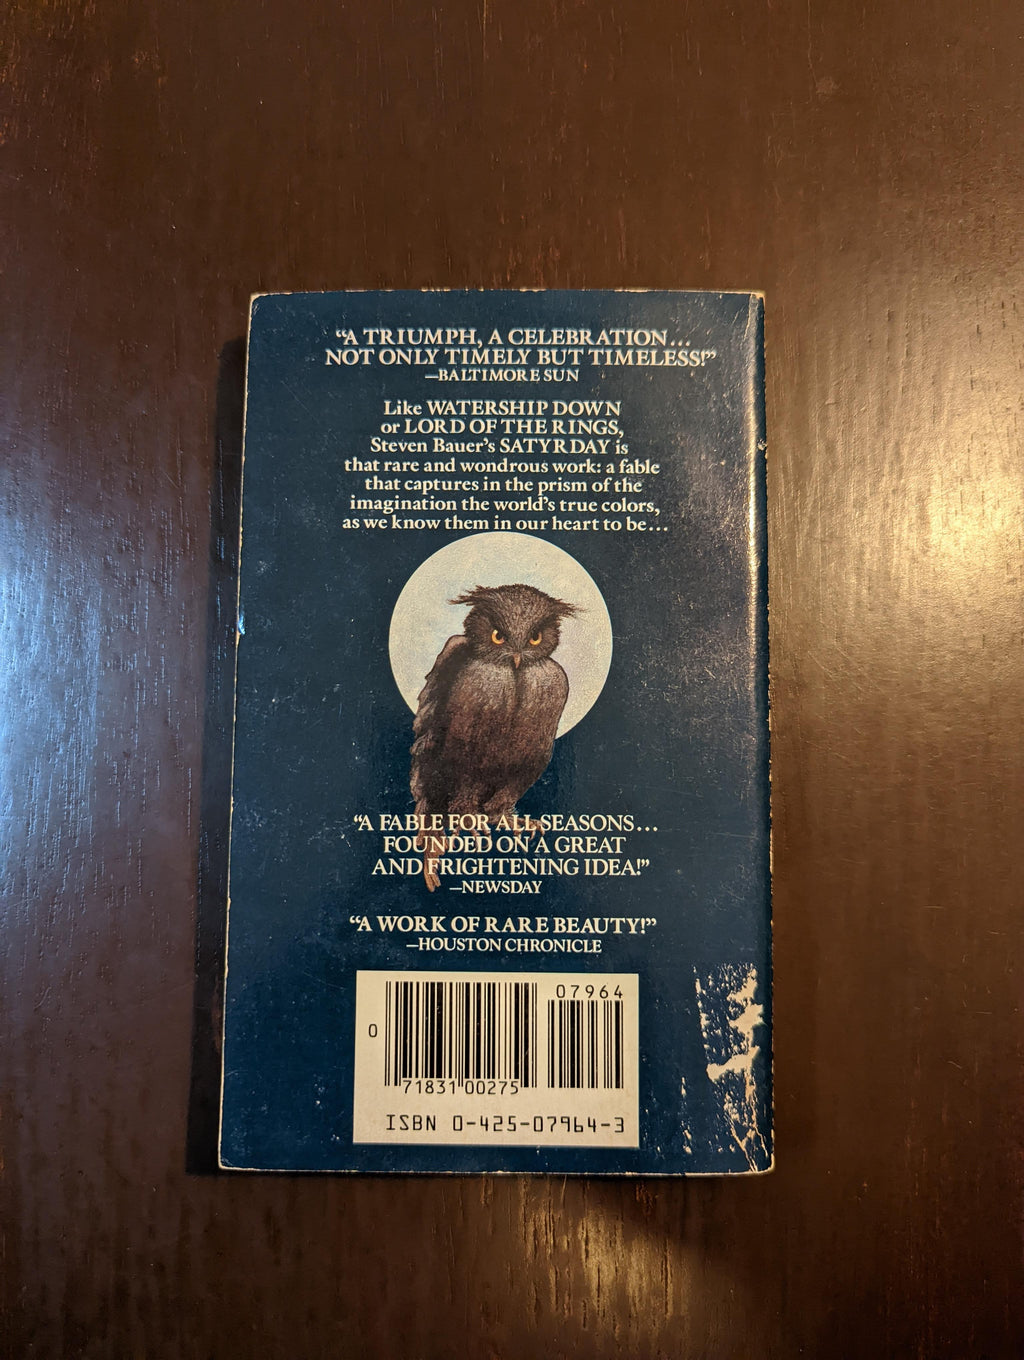 “A TRIUMPH, A CELEBRATION...
NOT ONLY TIMELY BUT TIMELESS!”
—BALTIMORE SUN
Like WATERSHIP DOWN
or LORD OF THE RINGS,
Steven Bauer's SATYRDAY is
that rare and wondrous work: a fable
that captures in the prism of the
imagination the world's true colors,
as we know them in our heart to be...
“A FABLE FOR ALL SEASONS...
FOUNDED ON A GREAT
AND FRIGHTENING IDEA!”
—NEWSDAY
“A WORK OF RARE BEAUTY!”
—HOUSTON CHRONICLE
07964
0
71831 00275
ISBN 0-425-07964-3